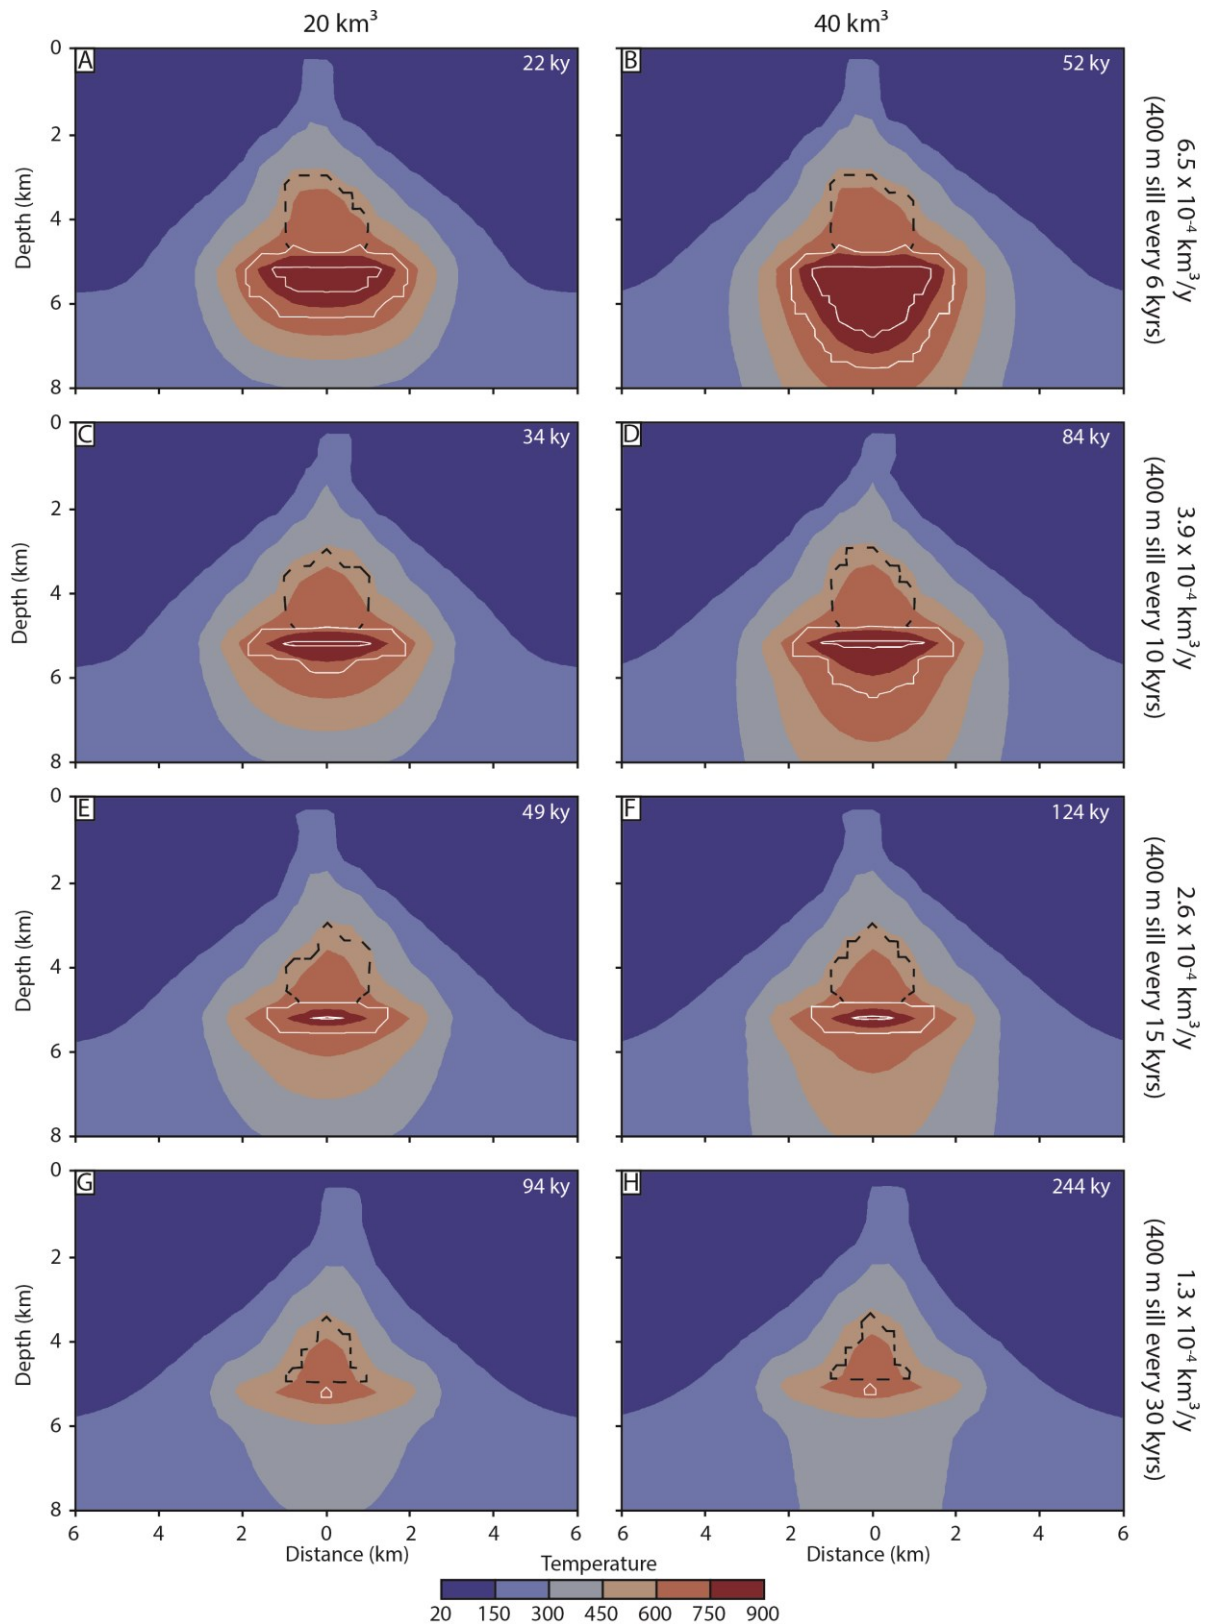 20 km³
40 km³
A
22 ky
B
52 ky
0
2
4
6
8
Depth (km)
6.5 x 10⁻⁴ km³/y
(400 m sill every 6 kyrs)
C
34 ky
D
84 ky
0
2
4
6
8
Depth (km)
3.9 x 10⁻⁴ km³/y
(400 m sill every 10 kyrs)
E
49 ky
F
124 ky
0
2
4
6
8
Depth (km)
2.6 x 10⁻⁴ km³/y
(400 m sill every 15 kyrs)
G
94 ky
H
244 ky
0
2
4
6
8
Depth (km)
1.3 x 10⁻⁴ km³/y
(400 m sill every 30 kyrs)
6 4 2 0 2 4 6
6 4 2 0 2 4 6
Distance (km)
Distance (km)
Temperature
20 150 300 450 600 750 900